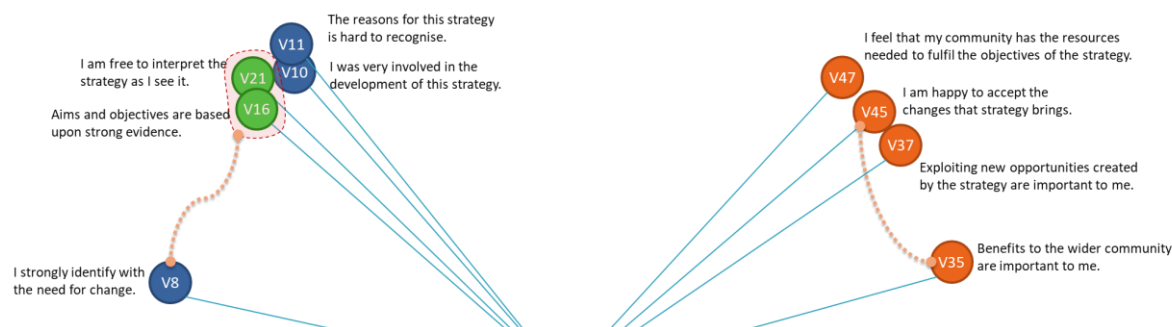 The reasons for this strategy
is hard to recognise.
V11
I am free to interpret the
strategy as I see it.
V21
V10
I was very involved in the
development of this strategy.
Aims and objectives are based
upon strong evidence.
V16
I strongly identify with
the need for change.
V8
I feel that my community has the resources
needed to fulfil the objectives of the strategy.
V47
I am happy to accept the
changes that strategy brings.
V45
V37
Exploiting new opportunities created
by the strategy are important to me.
Benefits to the wider community
are important to me.
V35